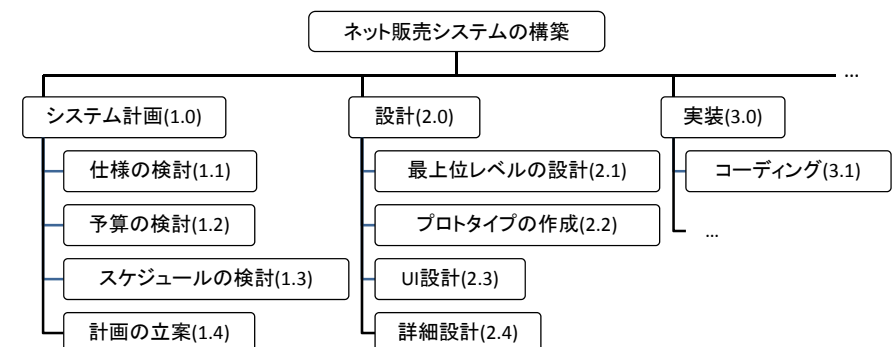 ネット販売システムの構築
...
システム計画(1.0)
仕様の検討(1.1)
予算の検討(1.2)
スケジュールの検討(1.3)
計画の立案(1.4)
設計(2.0)
最上位レベルの設計(2.1)
プロトタイプの作成(2.2)
UI設計(2.3)
詳細設計(2.4)
実装(3.0)
コーディング(3.1)
...